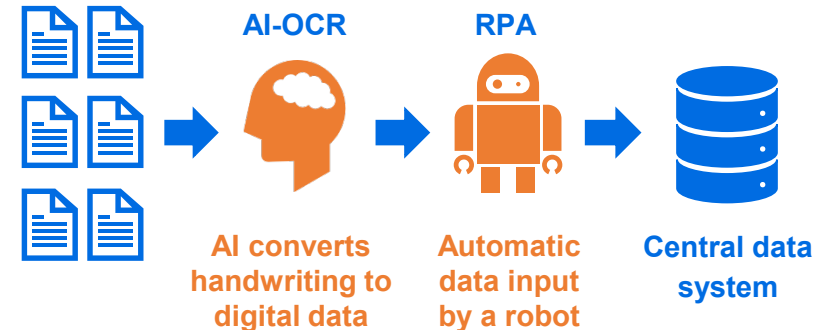 AI-OCR
RPA
AI converts
handwriting to
digital data
Automatic
data input
by a robot
Central data
system